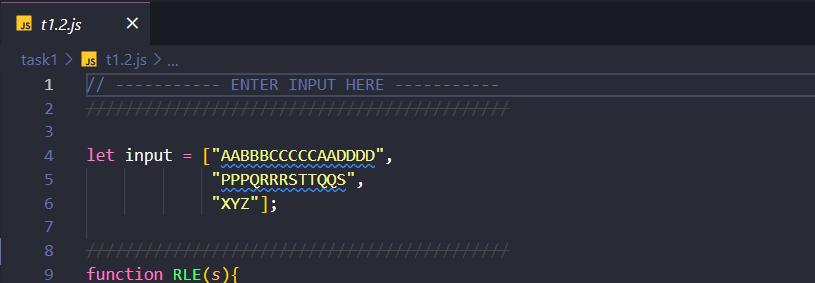 JS t1.2.js ×
task1 > JS t1.2.js > ...
1 // ----------- ENTER INPUT HERE -----------
2 ////////////////////////////////////////////
3
4 let input = ["AABBBCCCCCAADDDD",
5 "PPPQRRRSTTQQS",
6 "XYZ"];
7
8 ////////////////////////////////////////////
9 function RLE(s){